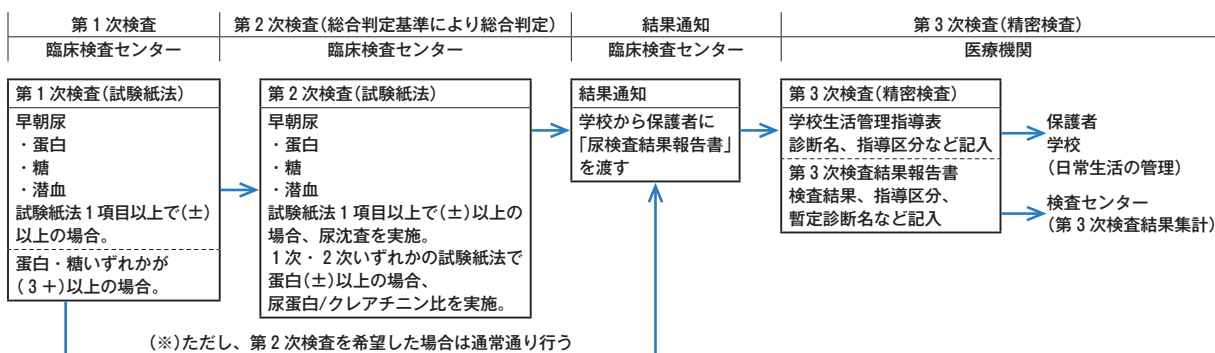 第1次検査
臨床検査センター
第2次検査(総合判定基準により総合判定)
臨床検査センター
結果通知
臨床検査センター
第3次検査(精密検査)
医療機関
第1次検査(試験紙法)
早朝尿
・蛋白
・糖
・潜血
試験紙法1項目以上で(±)
以上の場合。
蛋白・糖いずれかが
(3+)以上の場合。
第2次検査(試験紙法)
早朝尿
・蛋白
・糖
・潜血
試験紙法1項目以上で(±)以上の
場合、尿沈査を実施。
1次・2次いずれかの試験紙法で
蛋白(±)以上の場合、
尿蛋白/クレアチニン比を実施。
結果通知
学校から保護者に
「尿検査結果報告書」
を渡す
第3次検査(精密検査)
学校生活管理指導表
診断名、指導区分など記入
第3次検査結果報告書
検査結果、指導区分、
暫定診断名など記入
保護者
学校
(日常生活の管理)
検査センター
(第3次検査結果集計)
(※)ただし、第2次検査を希望した場合は通常通り行う